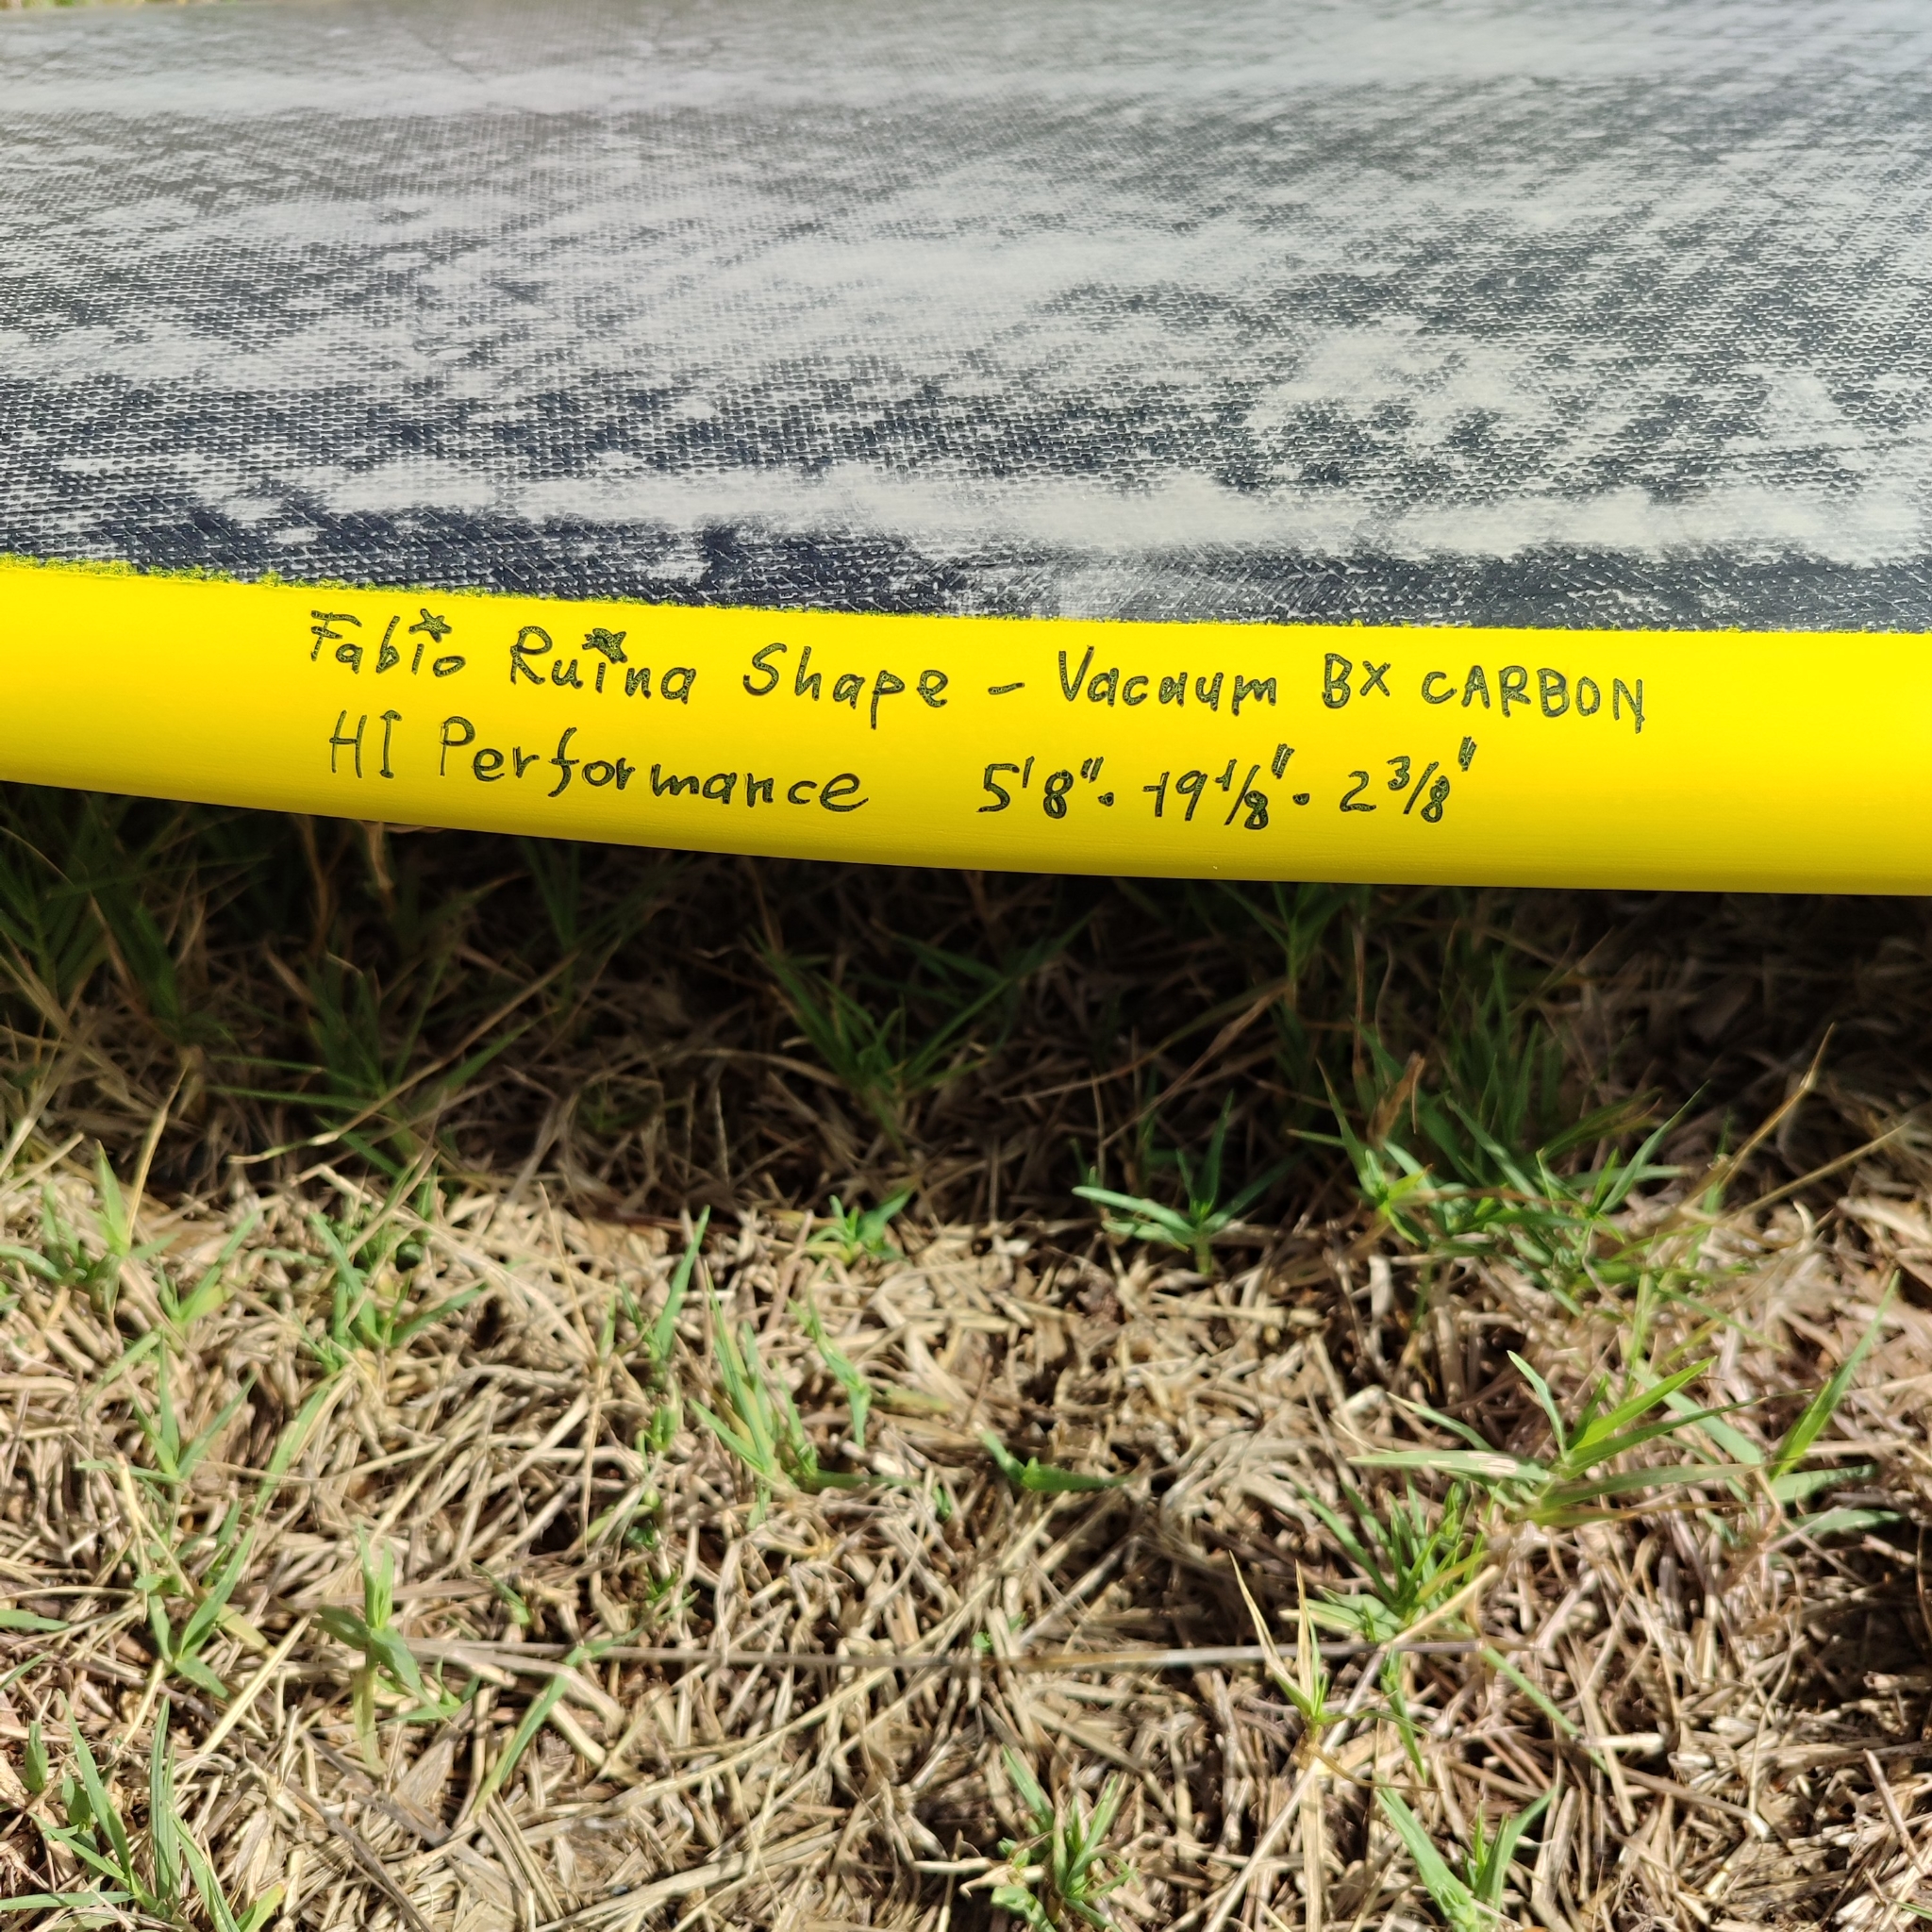 Fabio Ruina Shape - Vacuum BX CARBON
HI Performance 5'8". 19 1/8". 2 3/8"